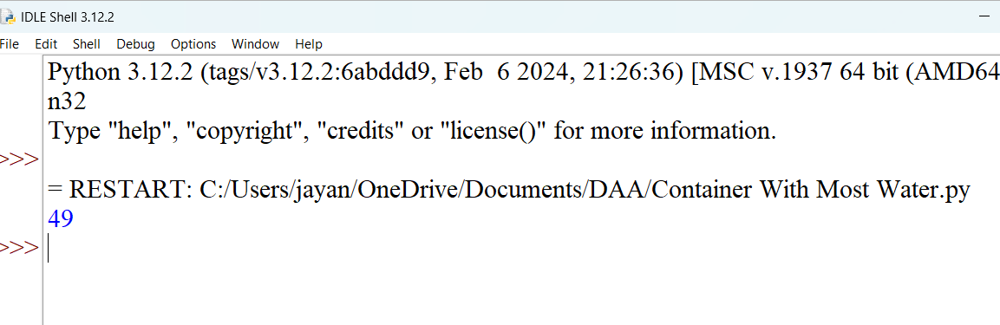 IDLE Shell 3.12.2
File Edit Shell Debug Options Window Help
Python 3.12.2 (tags/v3.12.2:6abddd9, Feb  6 2024, 21:26:36) [MSC v.1937 64 bit (AMD64
n32
Type "help", "copyright", "credits" or "license()" for more information.
>>>
= RESTART: C:/Users/jayan/OneDrive/Documents/DAA/Container With Most Water.py
49
>>>